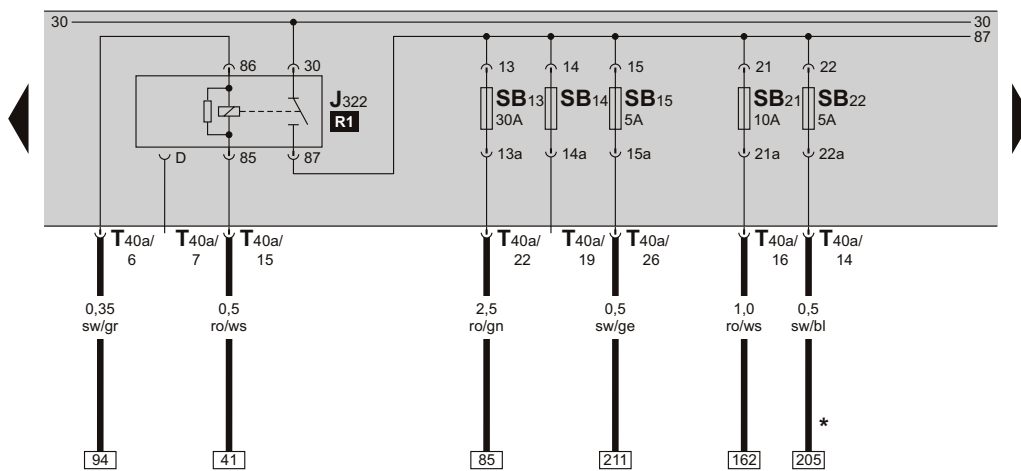 30 30
87
86 30 13 14 15 21 22
J322 SB13 SB14 SB15 SB21 SB22
R1 30A 5A 10A 5A
D 85 87 13a 14a 15a 21a 22a
T40a/ T40a/ T40a/ T40a/ T40a/ T40a/ T40a/ T40a/
6 7 15 22 19 26 16 14
0,35 0,5 2,5 0,5 1,0 0,5
sw/gr ro/ws ro/gn sw/ge ro/ws sw/bl
*
94 41 85 211 162 205